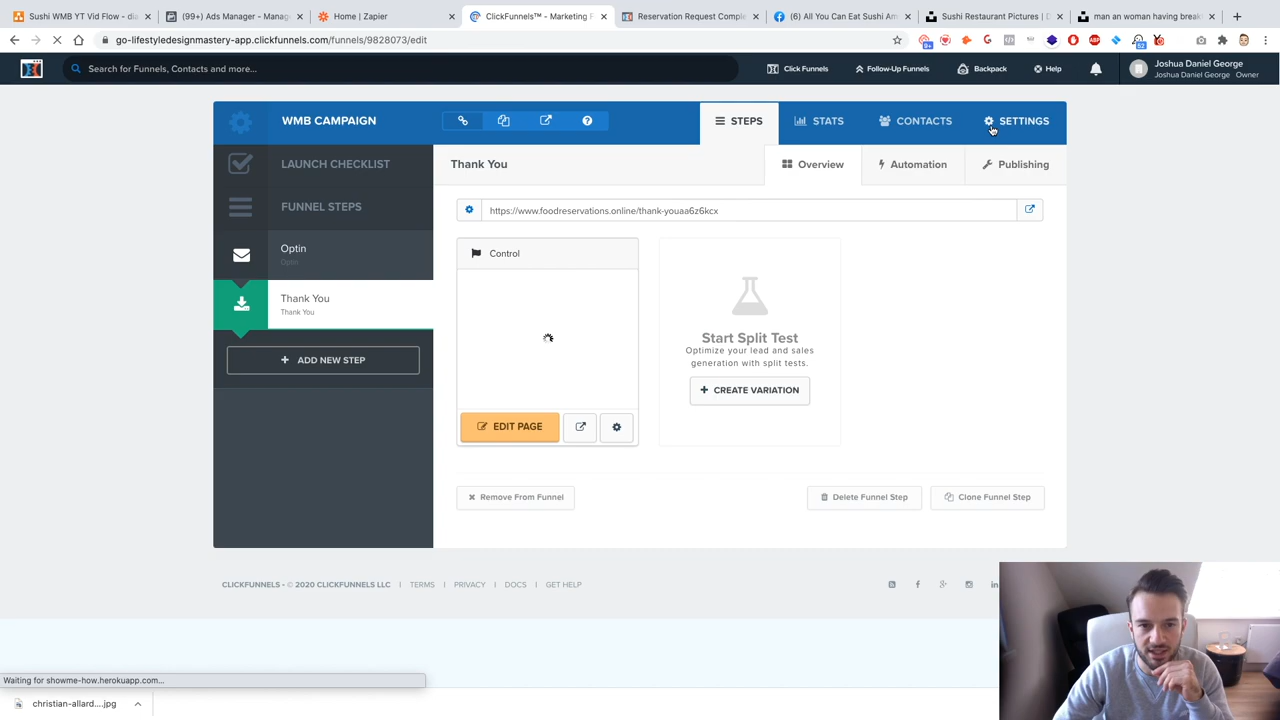 Sushi WMB YT Vid Flow - dia
(99+) Ads Manager - Manage
Home | Zapier
ClickFunnels™ - Marketing F
Reservation Request Comple
(6) All You Can Eat Sushi Am
Sushi Restaurant Pictures | D
man an woman having break
go-lifestyledesignmastery-app.clickfunnels.com/funnels/9828073/edit
9+
ABP
52
Search for Funnels, Contacts and more...
Click Funnels
Follow-Up Funnels
Backpack
Help
Joshua Daniel George
Joshua Daniel George Owner
WMB CAMPAIGN
STEPS
STATS
CONTACTS
SETTINGS
LAUNCH CHECKLIST
Thank You
Overview
Automation
Publishing
FUNNEL STEPS
https://www.foodreservations.online/thank-youaa6z6kcx
Optin
Optin
Control
Thank You
Thank You
Start Split Test
Optimize your lead and sales
generation with split tests.
ADD NEW STEP
CREATE VARIATION
EDIT PAGE
Remove From Funnel
Delete Funnel Step
Clone Funnel Step
CLICKFUNNELS - © 2020 CLICKFUNNELS LLC | TERMS | PRIVACY | DOCS | GET HELP
Waiting for showme-how.herokuapp.com...
christian-allard....jpg